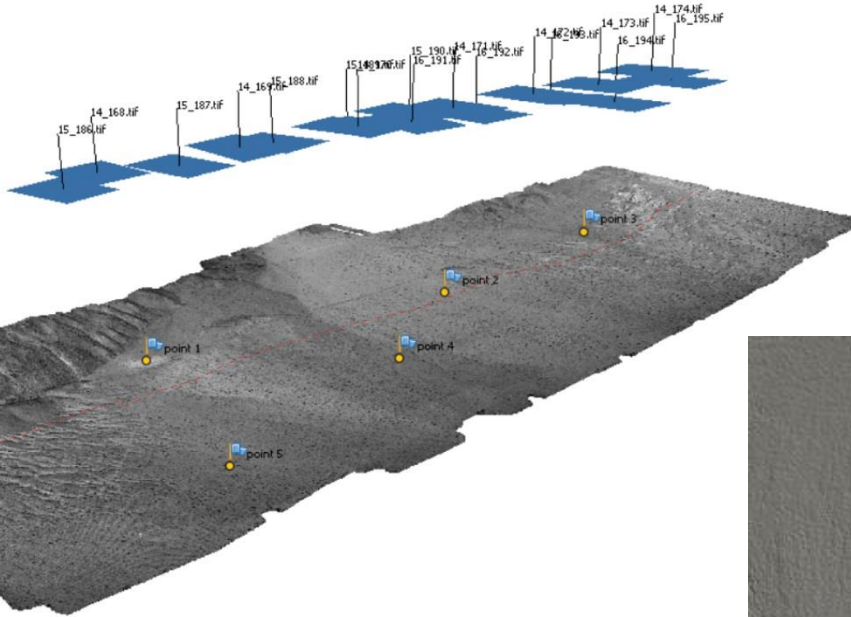 14_174.tif
16_195.tif
14_173.tif
14_172.tif
16_194.tif
14_171.tif
15_190.tif
16_192.tif
16_191.tif
15_188.tif
14_169.tif
15_187.tif
14_168.tif
15_186.tif
point 3
point 2
point 4
point 1
point 5